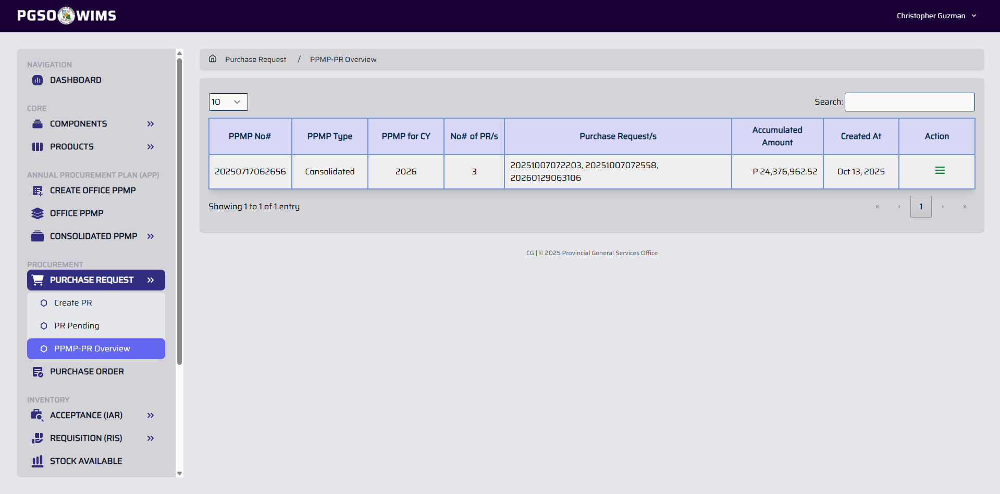 PGSO WIMS
Christopher Guzman
NAVIGATION
DASHBOARD
CORE
COMPONENTS
PRODUCTS
ANNUAL PROCUREMENT PLAN (APP)
CREATE OFFICE PPMP
OFFICE PPMP
CONSOLIDATED PPMP
PROCUREMENT
PURCHASE REQUEST
Create PR
PR Pending
PPMP-PR Overview
PURCHASE ORDER
INVENTORY
ACCEPTANCE (IAR)
REQUISITION (RIS)
STOCK AVAILABLE
Purchase Request / PPMP-PR Overview
10
Search:
PPMP No# PPMP Type PPMP for CY No# of PR/s Purchase Request/s Accumulated Amount Created At Action
20250717062656 Consolidated 2026 3 20251007072203, 20251007072558, 20260129063106 ₱ 24,376,962.52 Oct 13, 2025
Showing 1 to 1 of 1 entry
« ‹ 1 › »
CG | © 2025 Provincial General Services Office